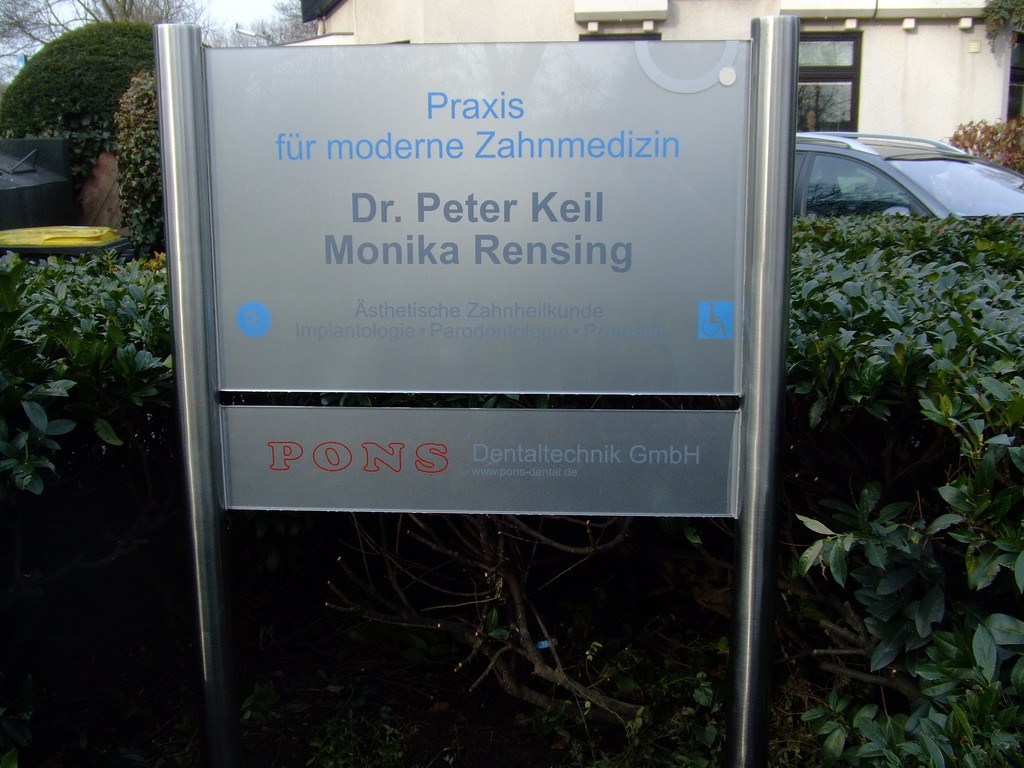 Praxis
für moderne Zahnmedizin
Dr. Peter Keil
Monika Rensing
Ästhetische Zahnheilkunde
Implantologie • Parodontologie • Prothetik
PONS Dentaltechnik GmbH
www.pons-dental.de